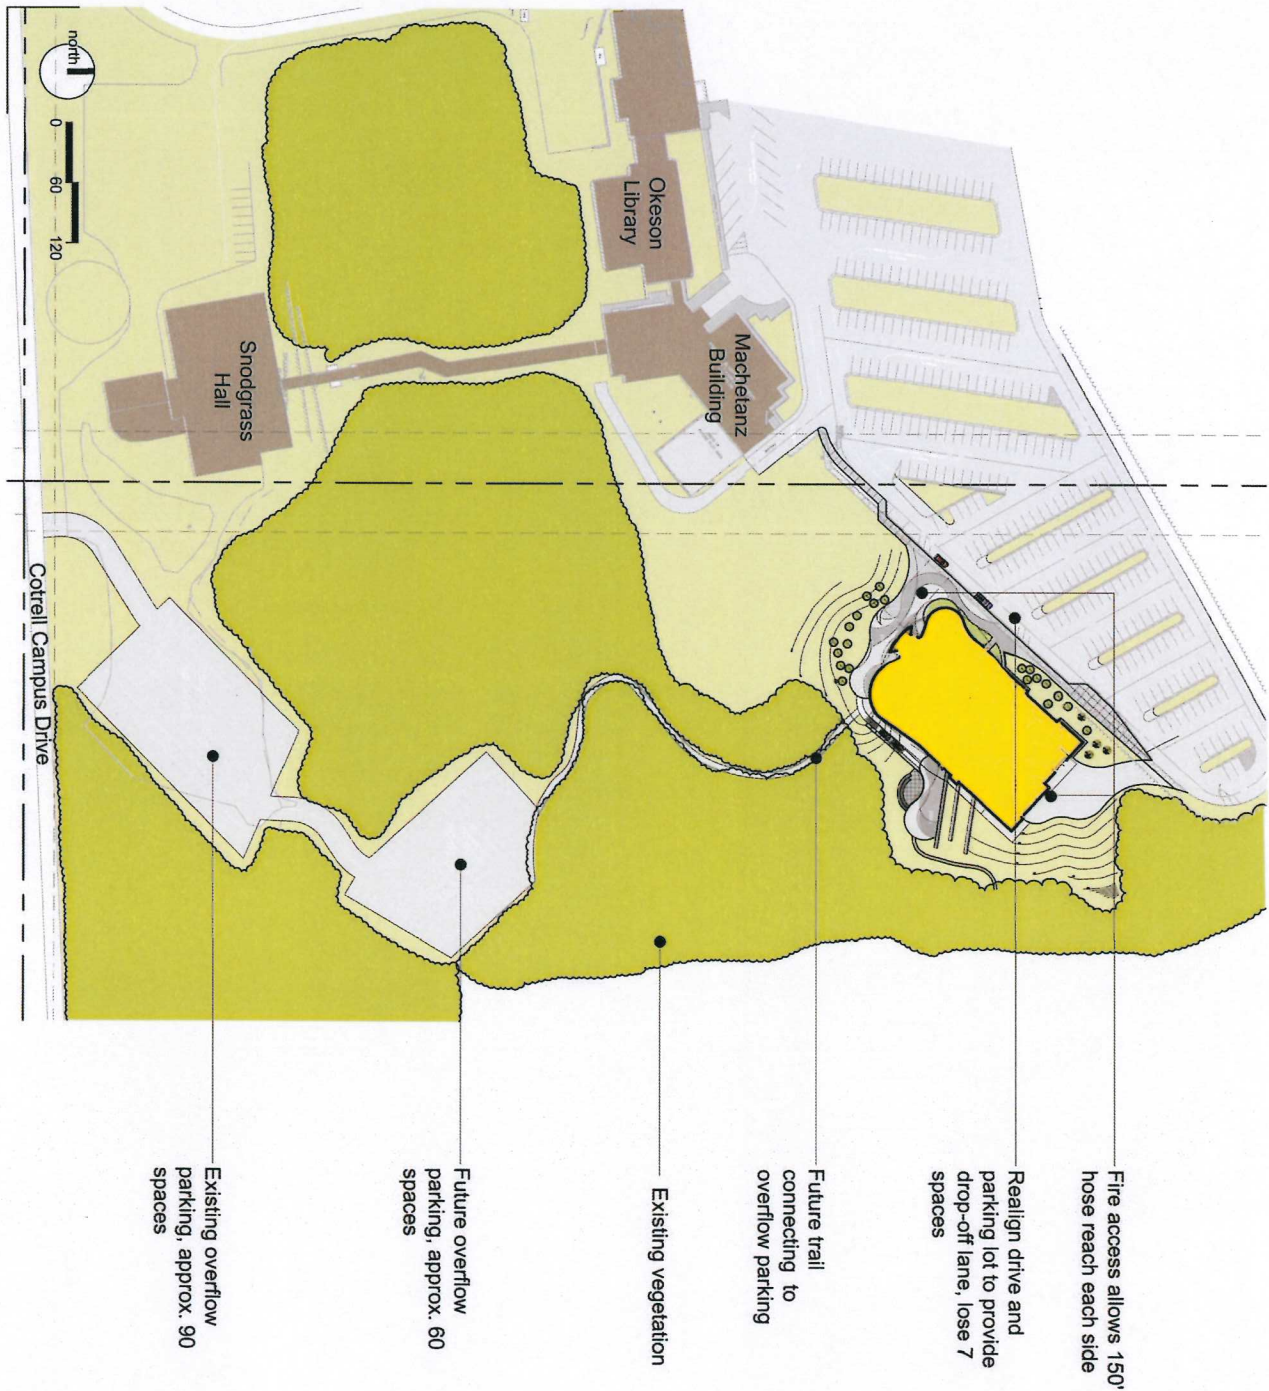 north
0
60
120
Okeson
Library
Machetanz
Building
Snodgrass
Hall
Cotrell Campus Drive
Fire access allows 150'
hose reach each side
Realign drive and
parking lot to provide
drop-off lane, lose 7
spaces
Future trail
connecting to
overflow parking
Existing vegetation
Future overflow
parking, approx. 60
spaces
Existing overflow
parking, approx. 90
spaces